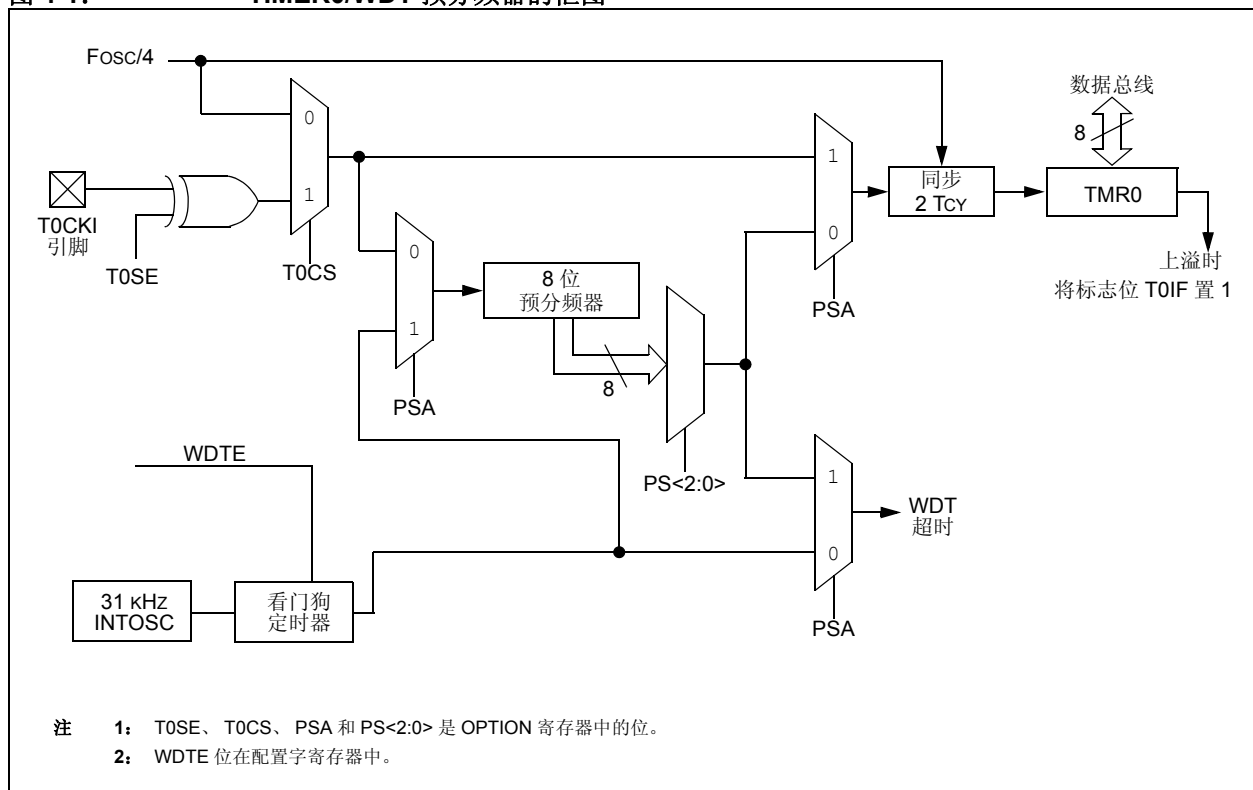 FOSC/4
数据总线
8
0
1
1
0
同步
2 TCY
TMR0
T0CKI
引脚
T0SE
T0CS
0
1
8 位
预分频器
PSA
上溢时
将标志位 T0IF 置 1
8
PSA
PS<2:0>
WDTE
1
0
WDT
超时
31 KHZ
INTOSC
看门狗
定时器
PSA
注 1： T0SE、 T0CS、 PSA 和 PS<2:0> 是 OPTION 寄存器中的位。
2： WDTE 位在配置字寄存器中。